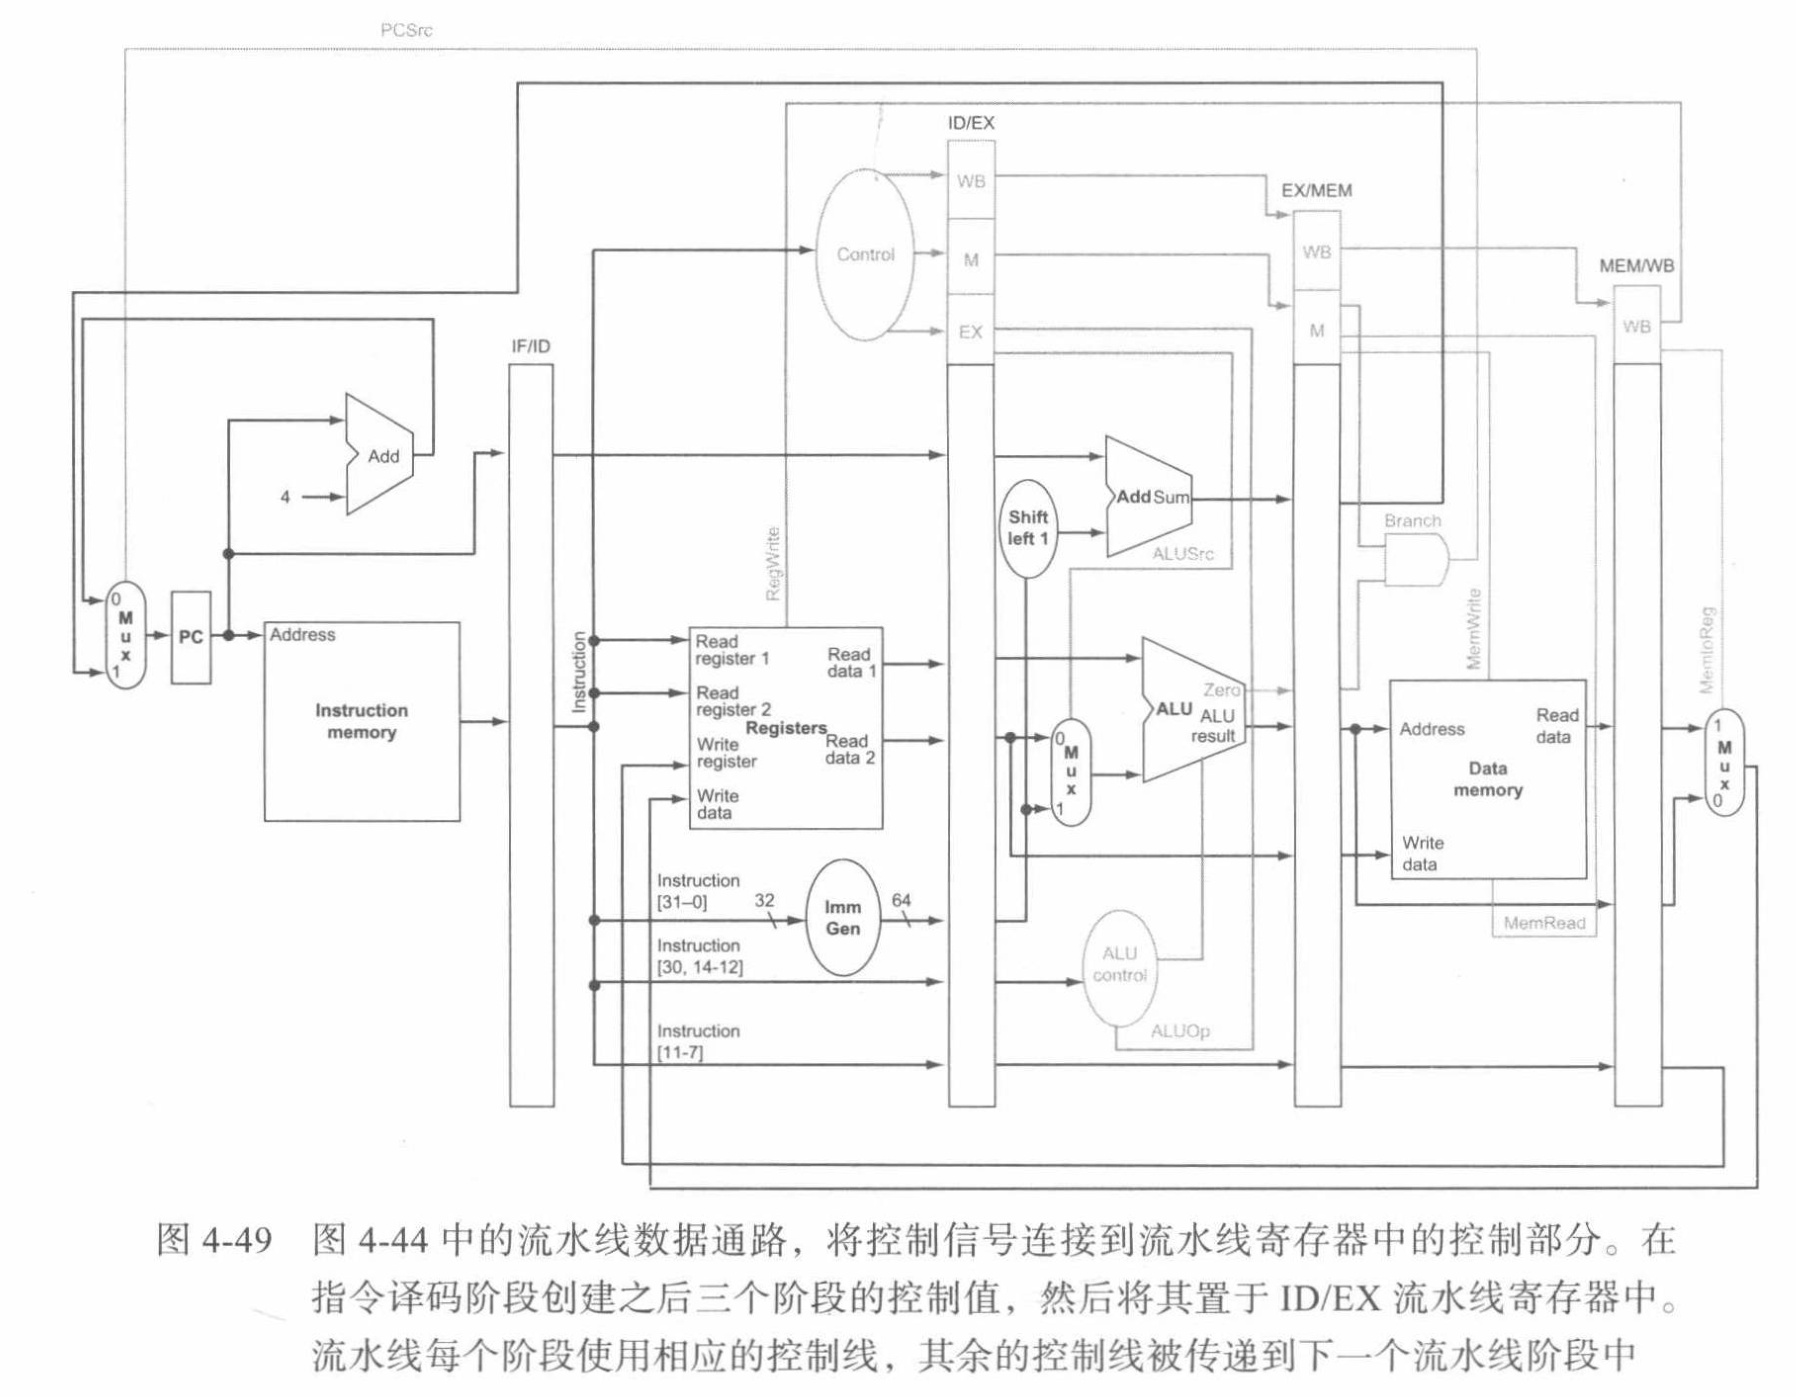 PCSrc
ID/EX
WB
EX/MEM
Control
M
WB
MEM/WB
EX
M
WB
IF/ID
Add
4
Add Sum
Shift
left 1
Branch
ALUSrc
RegWrite
MemWrite
MemtoReg
0
M
u
x
1
PC
Address
Instruction
memory
Instruction
Read
register 1
Read
data 1
Read
register 2
Registers
Write
register
Read
data 2
Write
data
0
M
u
x
1
Zero
ALU
ALU
result
Address
Read
data
Data
memory
Write
data
1
M
u
x
0
Instruction
[31–0]
32
Imm
Gen
64
MemRead
Instruction
[30, 14-12]
ALU
control
ALUOp
Instruction
[11-7]
图 4-49 图 4-44 中的流水线数据通路，将控制信号连接到流水线寄存器中的控制部分。在
指令译码阶段创建之后三个阶段的控制值，然后将其置于 ID/EX 流水线寄存器中。
流水线每个阶段使用相应的控制线，其余的控制线被传递到下一个流水线阶段中